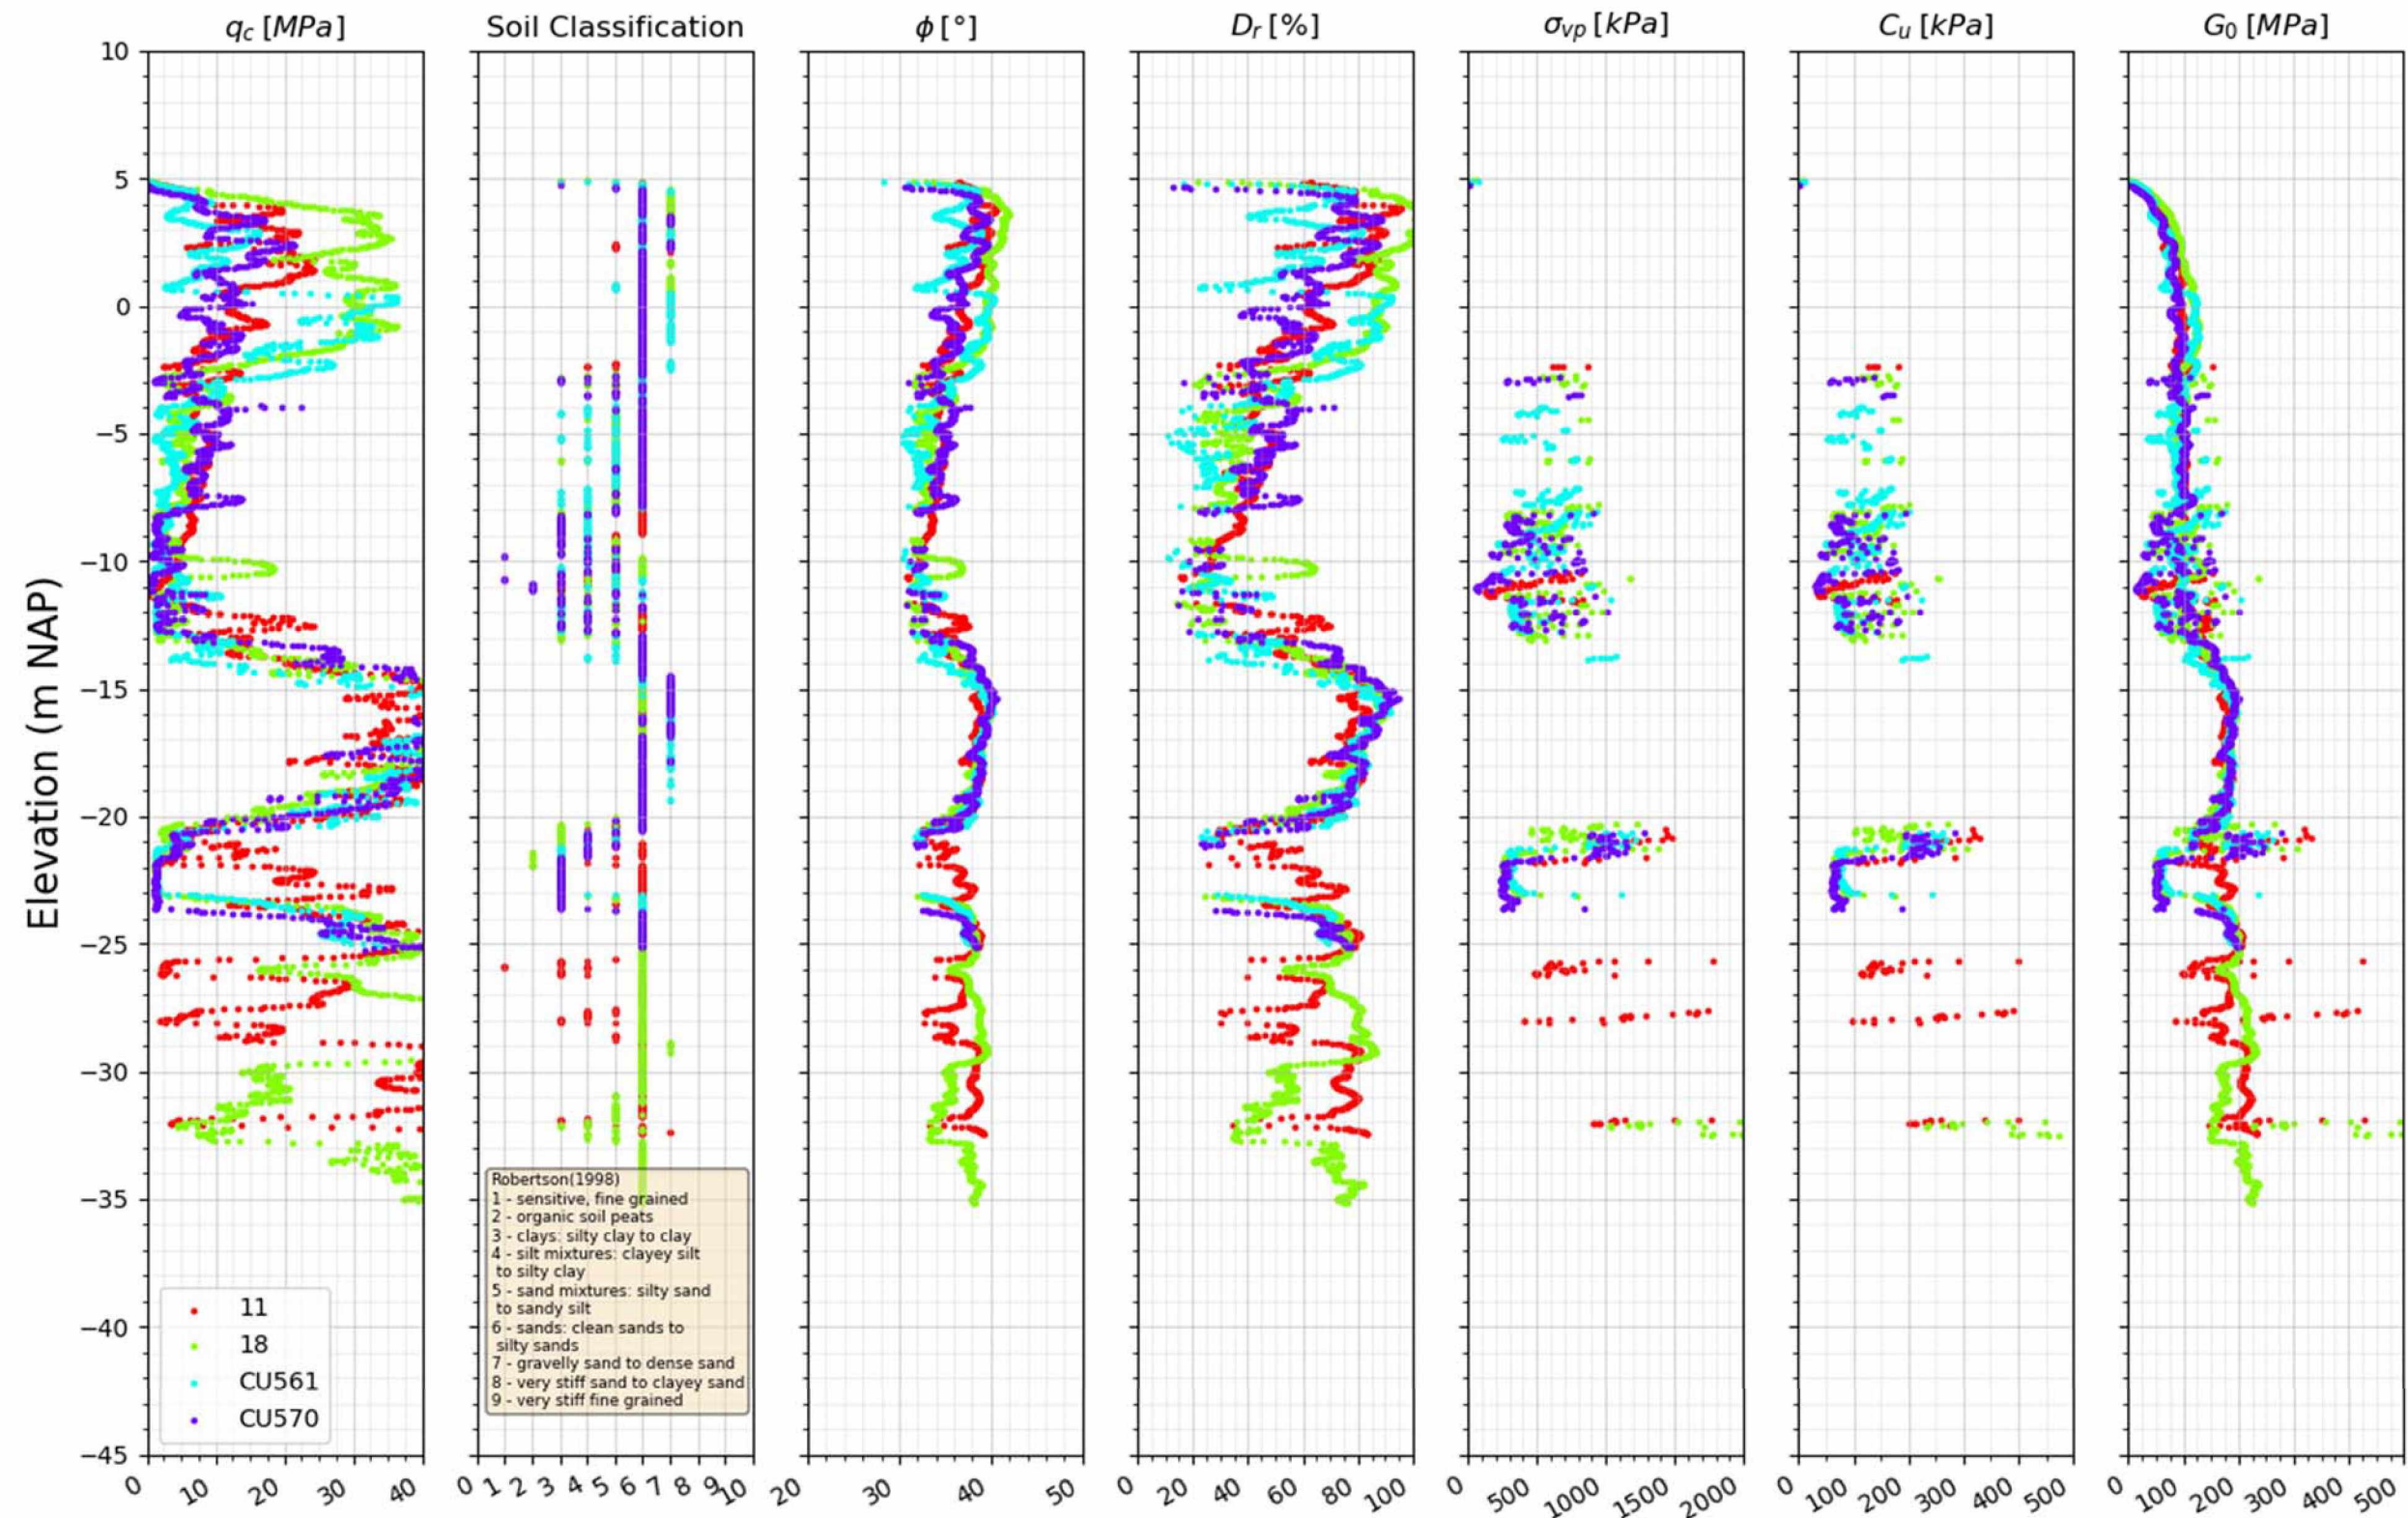 q_c [MPa]
Soil Classification
ϕ [°]
D_r [%]
σ_vp [kPa]
C_u [kPa]
G_0 [MPa]
Elevation (m NAP)
10
5
0
−5
−10
−15
−20
−25
−30
−35
−40
−45
11
18
CU561
CU570
Robertson(1998)
1 - sensitive, fine grained
2 - organic soil peats
3 - clays: silty clay to clay
4 - silt mixtures: clayey silt
to silty clay
5 - sand mixtures: silty sand
to sandy silt
6 - sands: clean sands to
silty sands
7 - gravelly sand to dense sand
8 - very stiff sand to clayey sand
9 - very stiff fine grained
0 10 20 30 40
0 1 2 3 4 5 6 7 8 9 10
20 30 40 50
0 20 40 60 80 100
0 500 1000 1500 2000
0 100 200 300 400 500
0 100 200 300 400 500